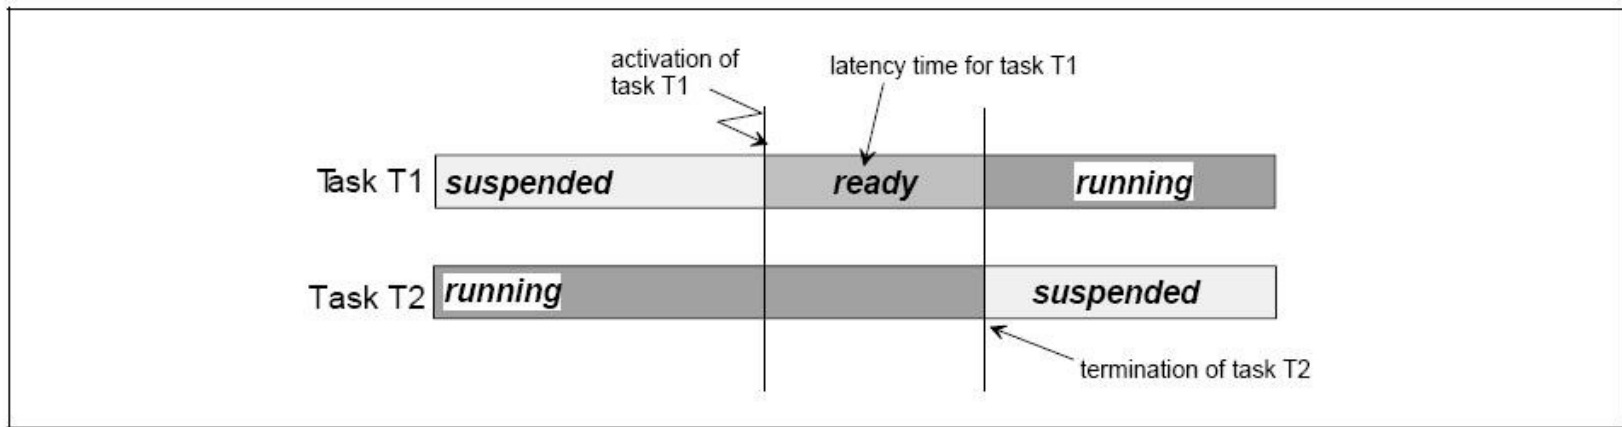 activation of
task T1
latency time for task T1
Task T1
suspended
ready
running
Task T2
running
suspended
termination of task T2